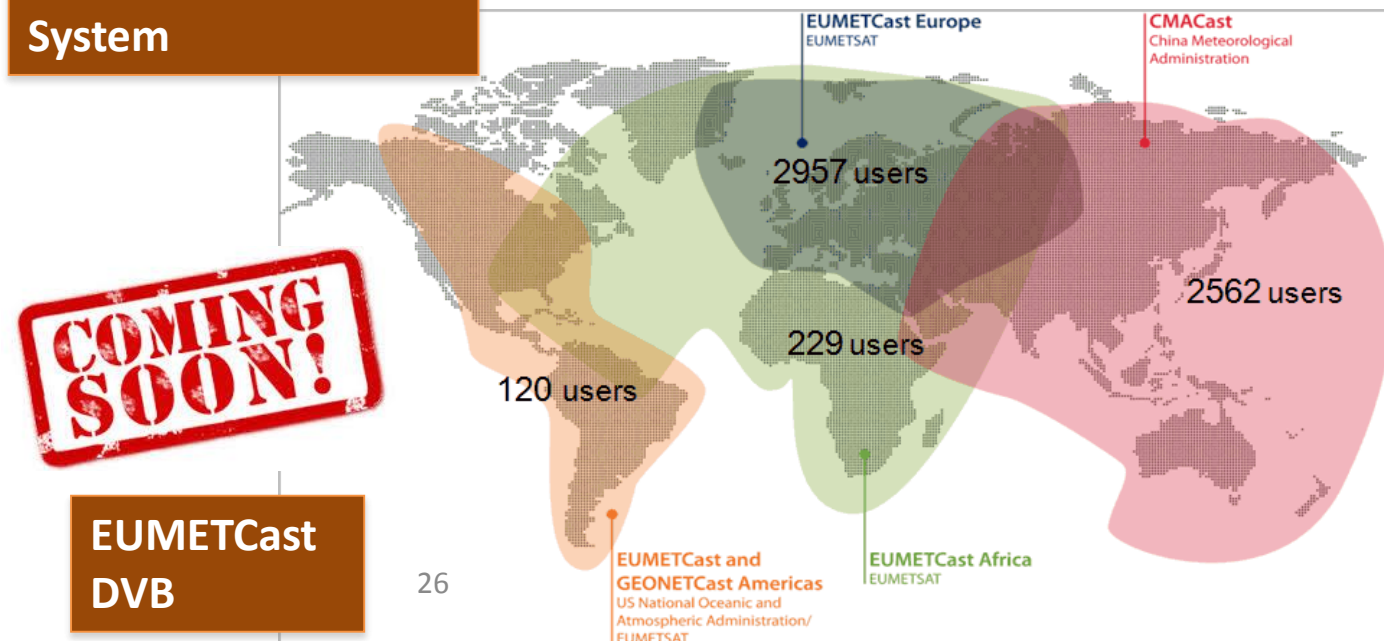 System
EUMETCast Europe
EUMETSAT
CMACast
China Meteorological
Administration
2957 users
2562 users
229 users
120 users
COMING
SOON!
EUMETCast
DVB
26
EUMETCast and
GEONETCast Americas
US National Oceanic and
Atmospheric Administration/
EUMETSAT
EUMETCast Africa
EUMETSAT